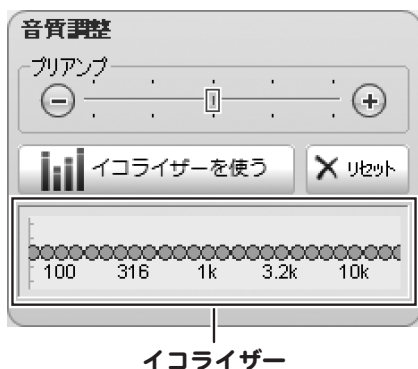 音質調整
プリアンプ
イコライザーを使う リセット
100 316 1k 3.2k 10k
イコライザー